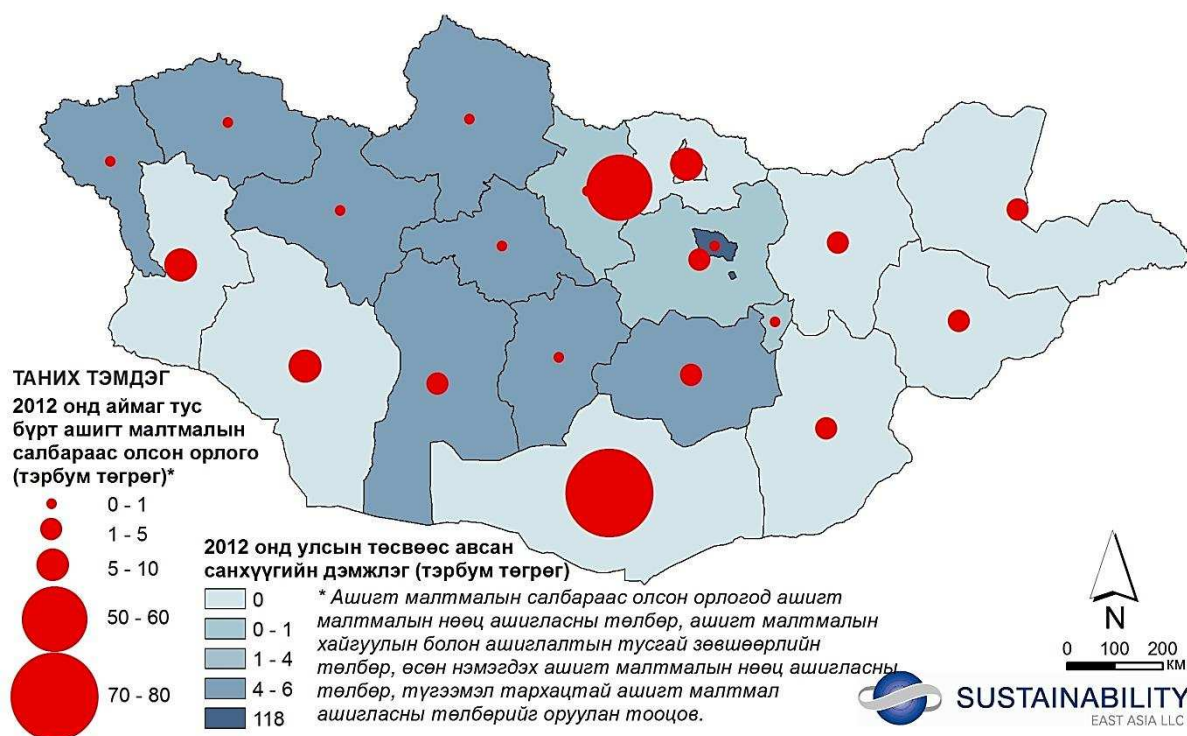 ТАНИХ ТЭМДЭГ
2012 онд аймаг тус
бүрт ашигт малтмалын
салбараас олсон орлого
(тэрбум төгрөг)*
0 - 1
1 - 5
5 - 10
50 - 60
70 - 80
2012 онд улсын төсвөөс авсан
санхүүгийн дэмжлэг (тэрбум төгрөг)
0
0 - 1
1 - 4
4 - 6
118
* Ашигт малтмалын салбараас олсон орлогод ашигт
малтмалын нөөц ашигласны төлбөр, ашигт малтмалын
хайгуулын болон ашиглалтын тусгай зөвшөөрлийн
төлбөр, өсөн нэмэгдэх ашигт малтмалын нөөц ашигласны
төлбөр, түгээмэл тархацтай ашигт малтмал
ашигласны төлбөрийг оруулан тооцов.
N
0 100 200
КМ
SUSTAINABILITY
EAST ASIA LLC